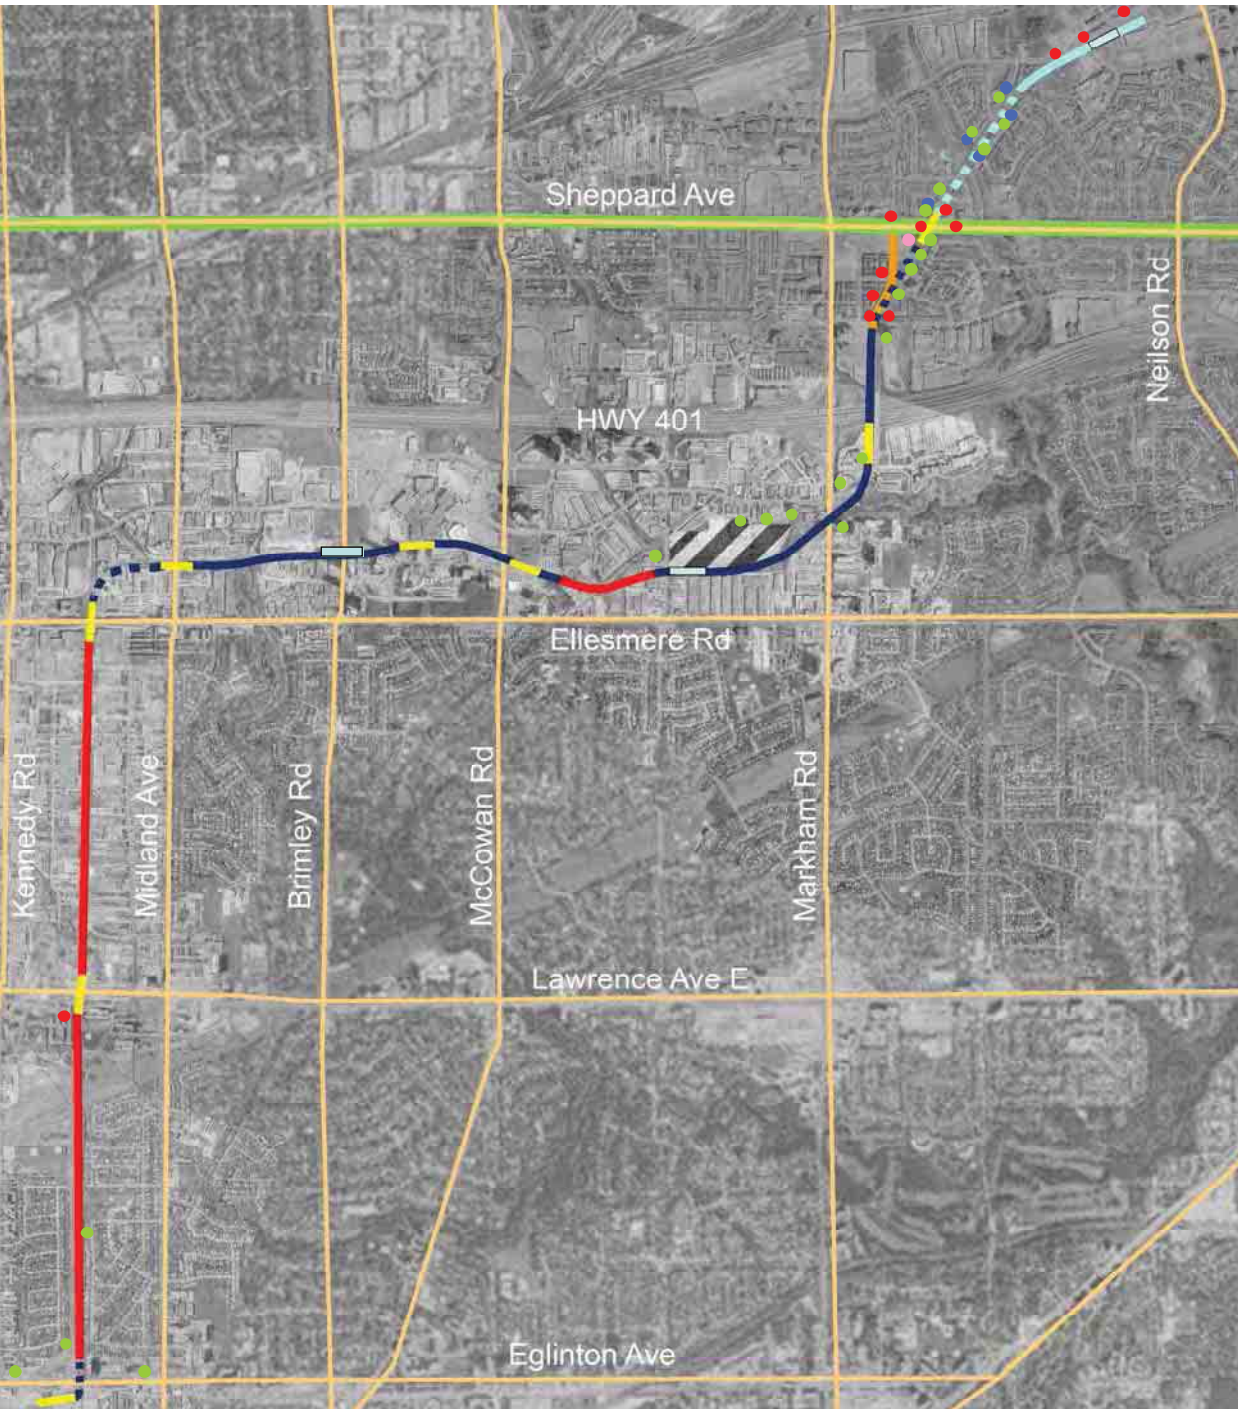 Sheppard Ave
Neilson Rd
HWY 401
Ellesmere Rd
Kennedy Rd
Midland Ave
Brimley Rd
McCowan Rd
Markham Rd
Lawrence Ave E
Eglinton Ave